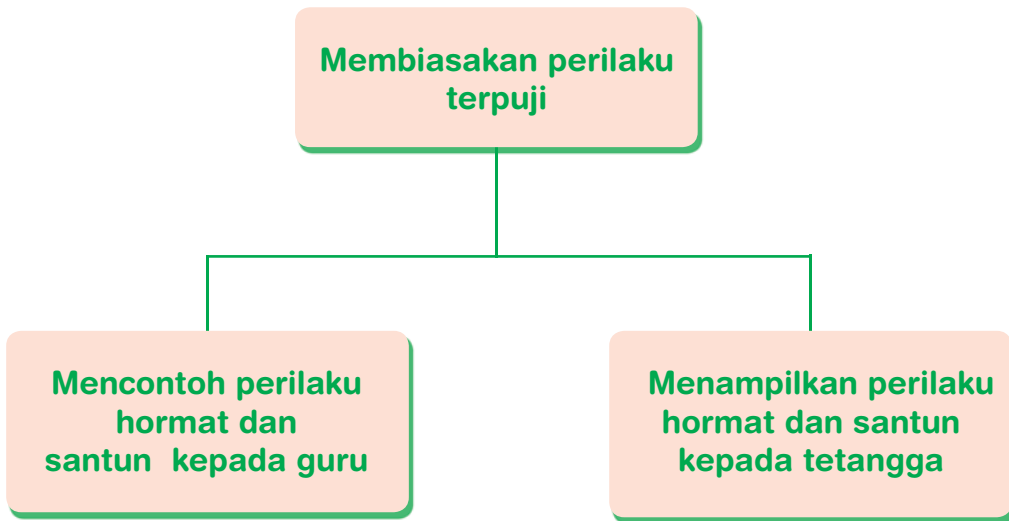 Membiasakan perilaku
terpuji
Mencontoh perilaku
hormat dan
santun kepada guru
Menampilkan perilaku
hormat dan santun
kepada tetangga